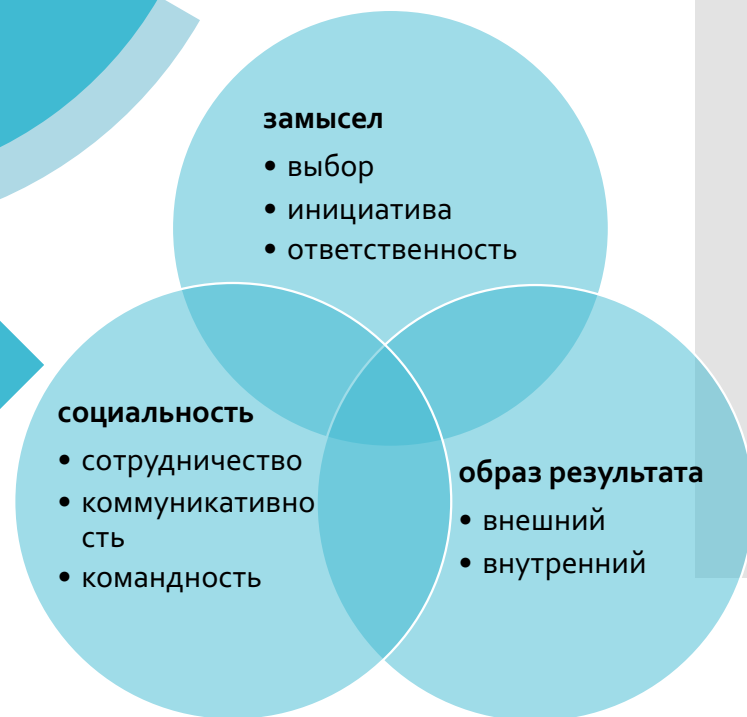 замысел
• выбор
• инициатива
• ответственность
социальность
• сотрудничество
• коммуникативно
сть
• командность
образ результата
• внешний
• внутренний